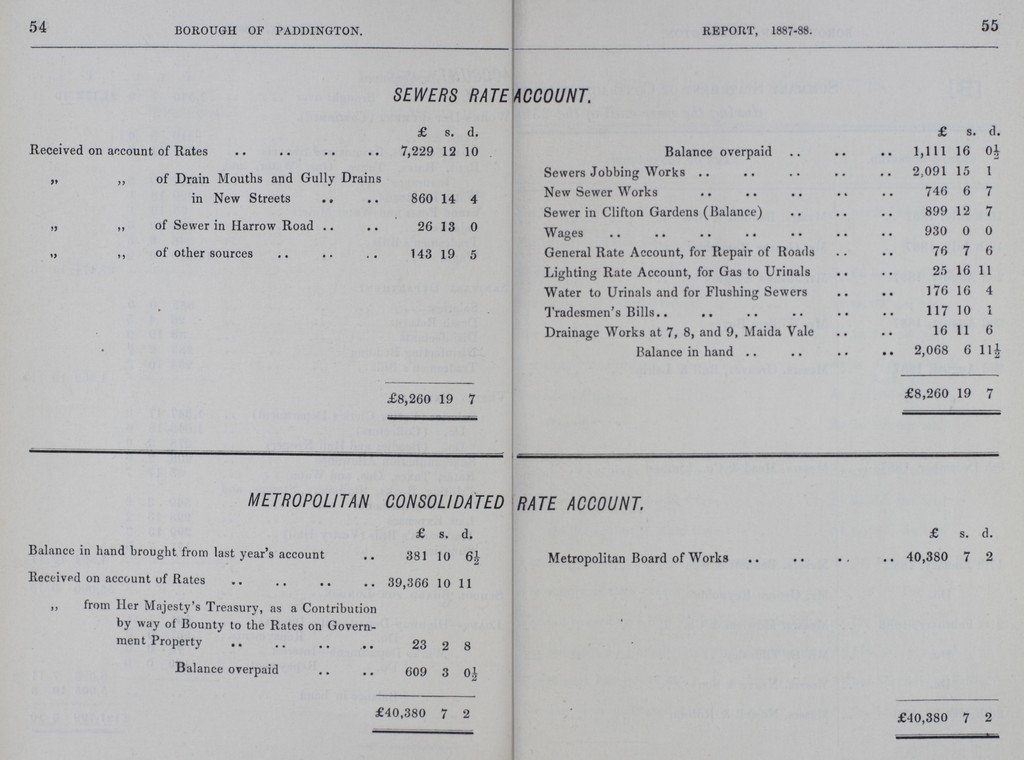 54 BOROUGH OF PADDINGTON.
REPORT, 1887-88. 55
SEWERS RATE ACCOUNT.
£ s. d.
Received on account of Rates .. .. .. .. 7,229 12 10
„ „ of Drain Mouths and Gully Drains
in New Streets .. .. 860 14 4
„ „ of Sewer in Harrow Road .. .. 26 13 0
„ „ of other sources .. .. .. 143 19 5
£8,260 19 7
£ s. d.
Balance overpaid .. .. .. 1,111 16 0½
Sewers Jobbing Works .. .. .. .. .. 2,091 15 1
New Sewer Works .. .. .. .. .. 746 6 7
Sewer in Clifton Gardens (Balance) .. .. .. 899 12 7
Wages .. .. .. .. .. .. .. 930 0 0
General Rate Account, for Repair of Roads .. .. 76 7 6
Lighting Rate Account, for Gas to Urinals .. .. 25 16 11
Water to Urinals and for Flushing Sewers .. .. 176 16 4
Tradesmen's Bills.. .. .. .. .. .. 117 10 1
Drainage Works at 7, 8, and 9, Maida Vale .. .. 16 11 6
Balance in hand .. .. .. .. 2,068 6 11½
£8,260 19 7
METROPOLITAN CONSOLIDATED RATE ACCOUNT.
£ s. d.
Balance in hand brought from last year's account .. 381 10 6½
Received on account of Rates .. .. .. .. 39,366 10 11
„ from Her Majesty's Treasury, as a Contribution
by way of Bounty to the Rates on Govern-
ment Property .. .. .. .. 23 2 8
Balance overpaid .. .. 609 3 0½
£40,380 7 2
£ s. d.
Metropolitan Board of Works .. .. .. .. 40,380 7 2
£40,380 7 2